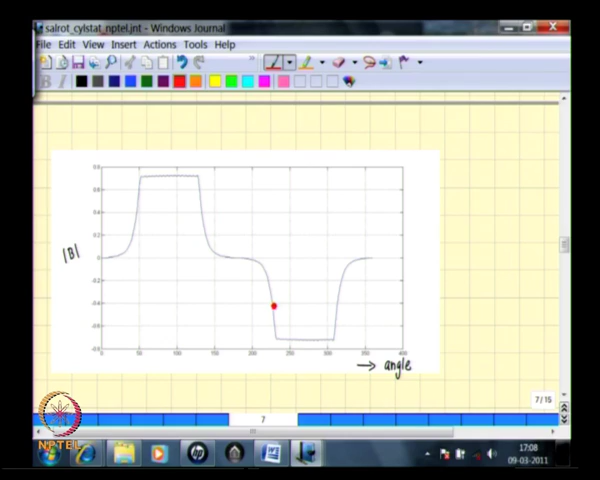 salrot_cylstat_nptel.jnt - Windows Journal
File Edit View Insert Actions Tools Help
B I
0.8
0.6
0.4
0.2
|B|
0
-0.2
-0.4
-0.6
-0.8
0 50 100 150 200 250 300 350 400
→ angle
7/15
7
NPTEL
17:08
09-03-2011